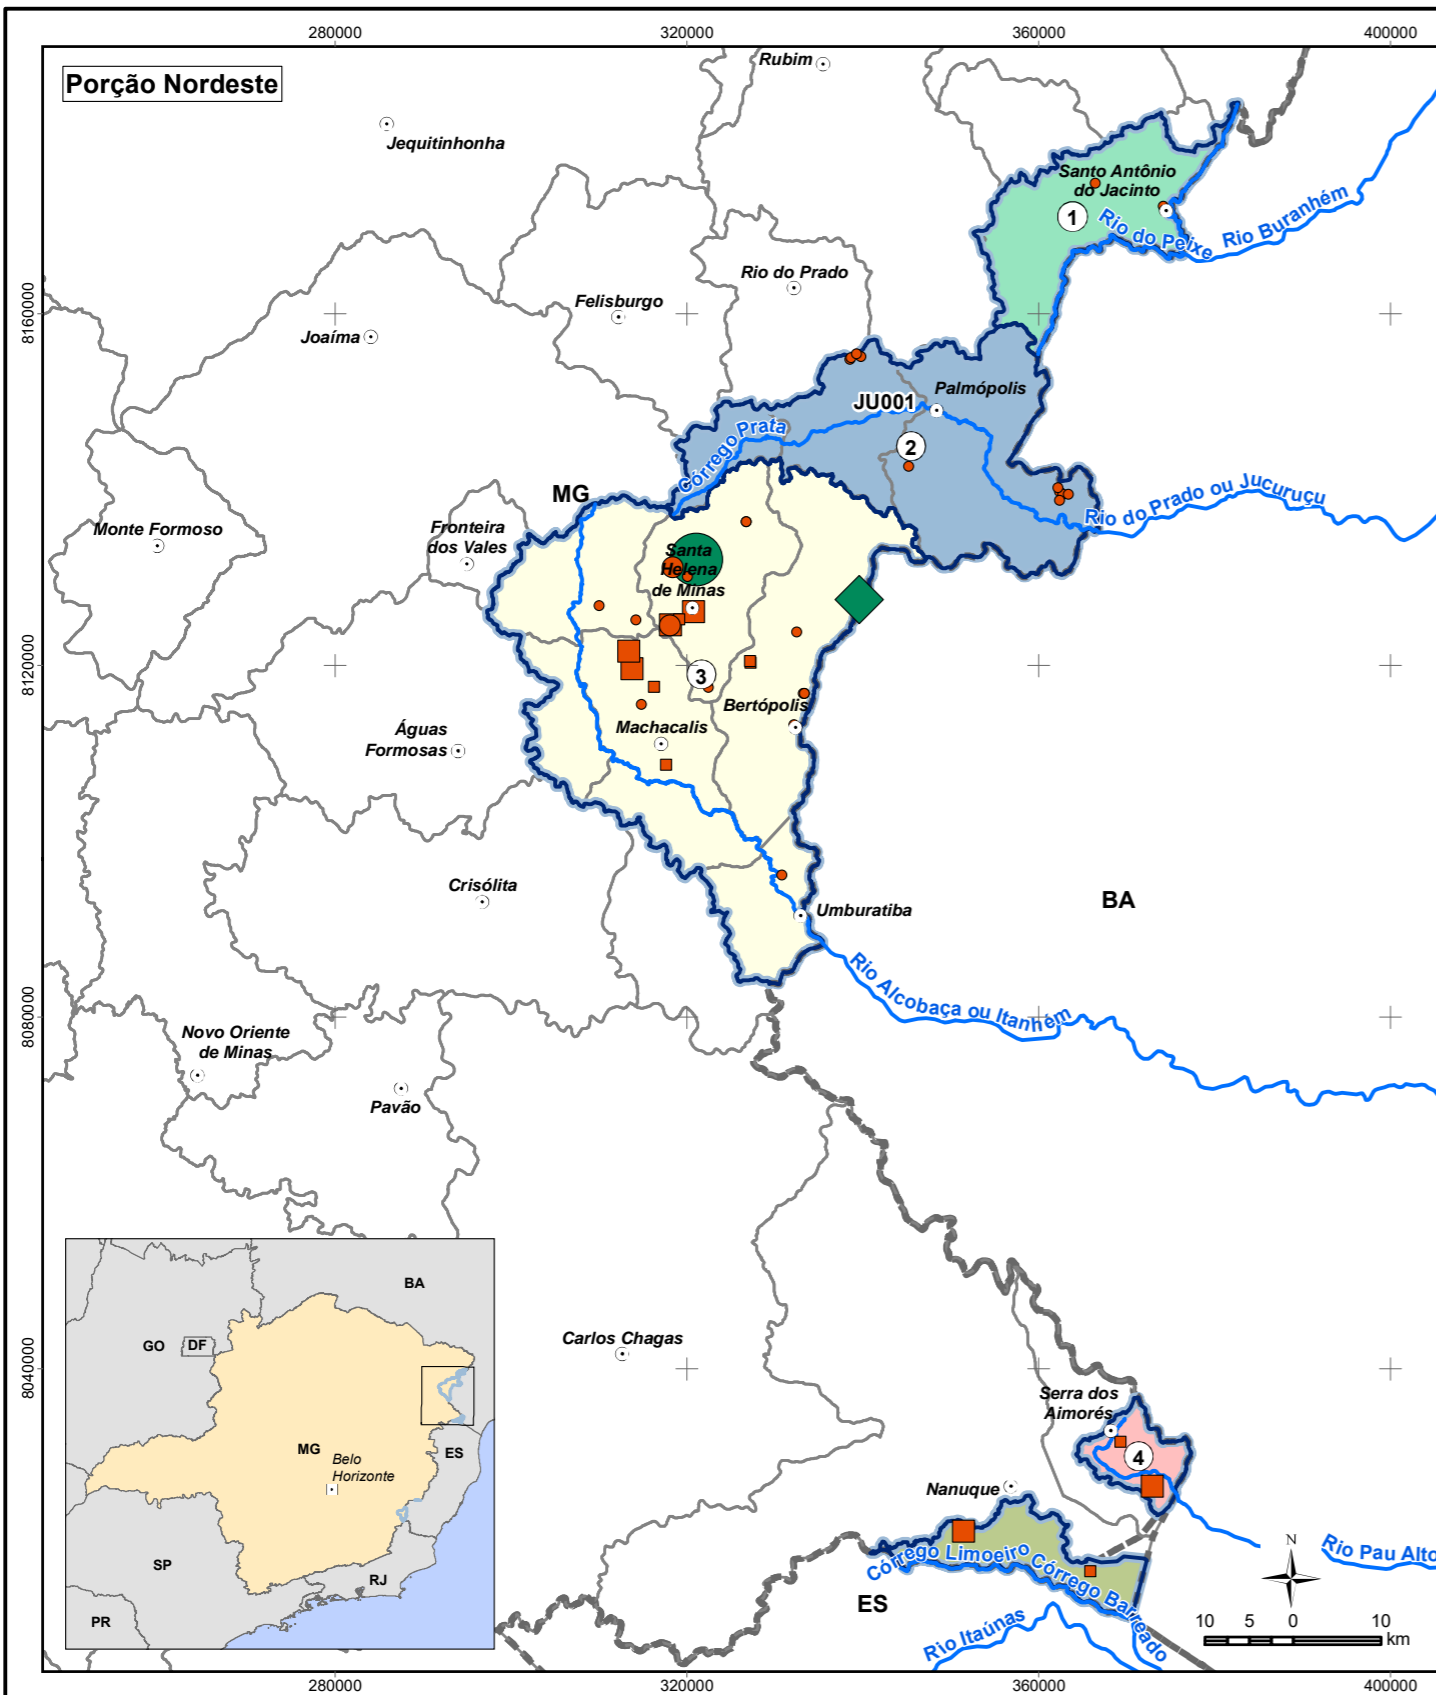 280000
320000
360000
400000
Porção Nordeste
Rubim
Jequitinhonha
Santo Antônio
do Jacinto
1
Rio do Peixe
Rio Buranhém
Rio do Prado
Felisburgo
8160000
Joaíma
Palmópolis
JU001
2
Córrego Prata
MG
Rio do Prado ou Jucuruçu
Monte Formoso
Fronteira
dos Vales
Santa
Helena
de Minas
8120000
3
Bertópolis
Machacalis
Águas
Formosas
Crisólita
BA
Umburatiba
Rio Alcobaça ou Itanhém
8080000
Novo Oriente
de Minas
Pavão
BA
GO
DF
MG
Belo
Horizonte
ES
SP
RJ
PR
Carlos Chagas
8040000
Serra dos
Aimorés
4
Nanuque
Córrego Limoeiro
Córrego Barreado
Rio Pau Alto
ES
Rio Itaúnas
N
10 5 0 10
km
280000
320000
360000
400000